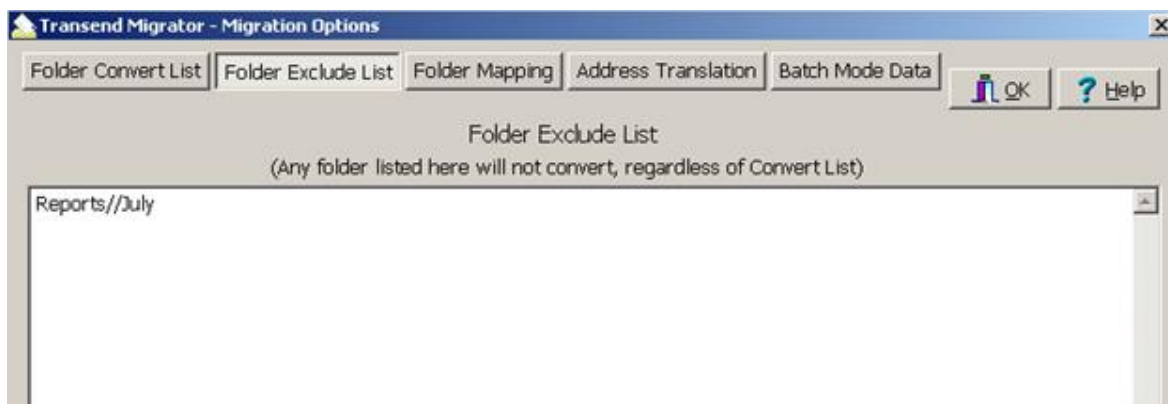 Transend Migrator - Migration Options
Folder Convert List Folder Exclude List Folder Mapping Address Translation Batch Mode Data OK ? Help
Folder Exclude List
(Any folder listed here will not convert, regardless of Convert List)
Reports//July